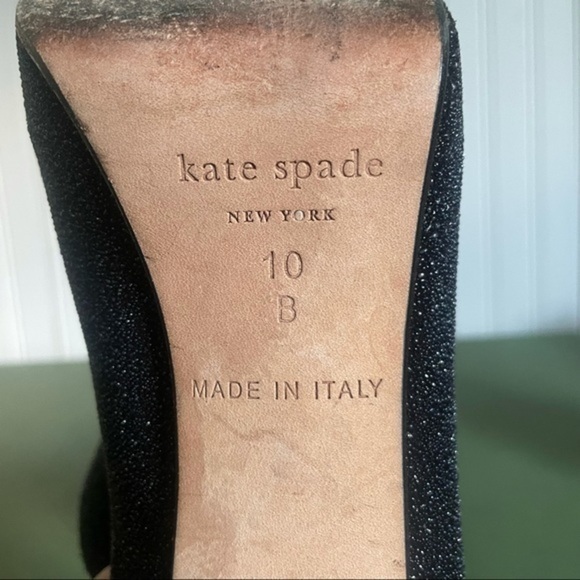 kate spade
NEW YORK
10
B
MADE IN ITALY